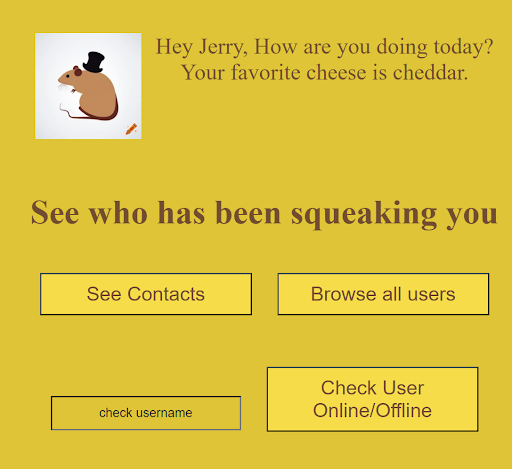 Hey Jerry, How are you doing today?
Your favorite cheese is cheddar.
See who has been squeaking you
See Contacts
Browse all users
check username
Check User
Online/Offline